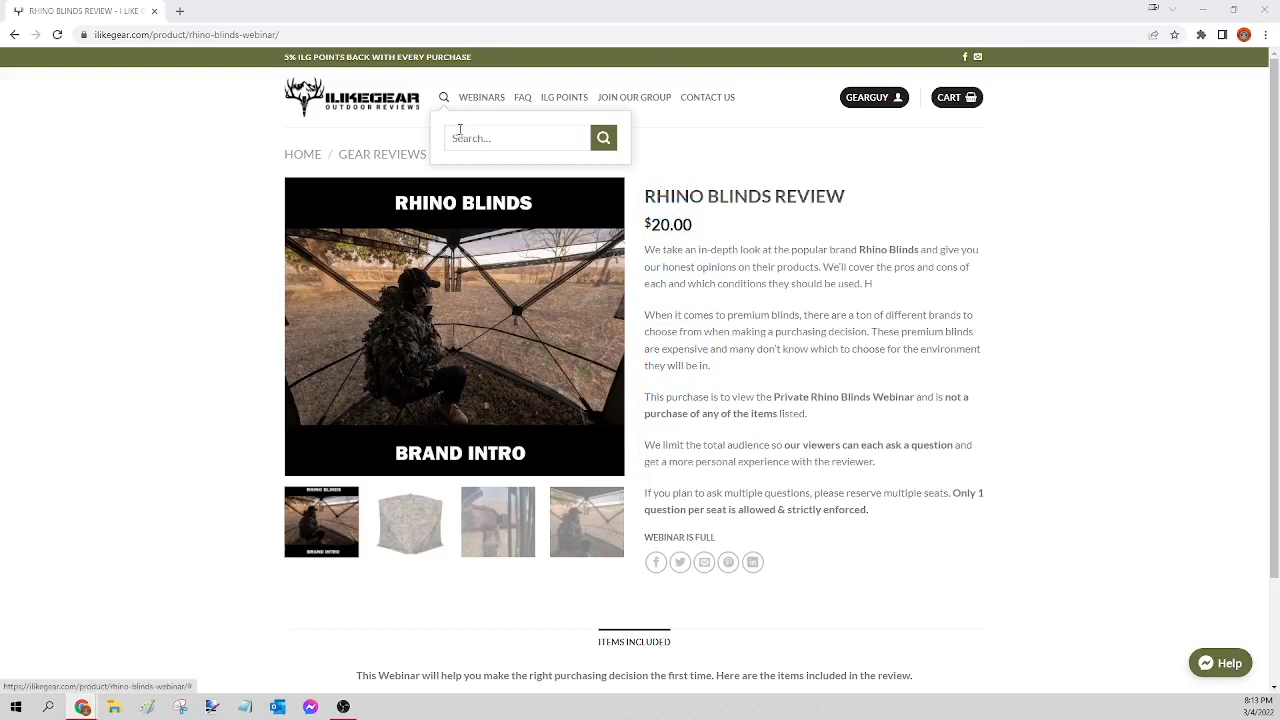 RHINO BLINDS REVIEW - I LIKE G
ilikegear.com/product/rhino-blinds-webinar/
5% ILG POINTS BACK WITH EVERY PURCHASE
ILIKEGEAR
OUTDOOR REVIEWS
WEBINARS FAQ ILG POINTS JOIN OUR GROUP CONTACT US
GEARGUY
CART
Search...
HOME / GEAR REVIEWS
RHINO BLINDS
BRAND INTRO
RHINO BLINDS
BRAND INTRO
RHINO BLINDS REVIEW
$20.00
We take an in-depth look at the popular brand Rhino Blinds and give you
our honest opinions on their products. We'll cover the pros and cons of
each and which conditions they should be used. H
When it comes to premium blinds, there are a ton of different brands to
choose from when making a purchasing decision. These premium blinds
are expensive and many don't know which to choose for the environment
they will be in.
This purchase is to view the Private Rhino Blinds Webinar and is not a
purchase of any of the items listed.
We limit the total audience so our viewers can each ask a question and
get a more personal experience with the reviewer.
If you plan to ask multiple questions, please reserve multiple seats. Only 1
question per seat is allowed & strictly enforced.
WEBINAR IS FULL
ITEMS INCLUDED
This Webinar will help you make the right purchasing decision the first time. Here are the items included in the review.
Help
https://ilikegear.com/product/rhino-blinds-webinar/#
8:13 PM
3/4/2022